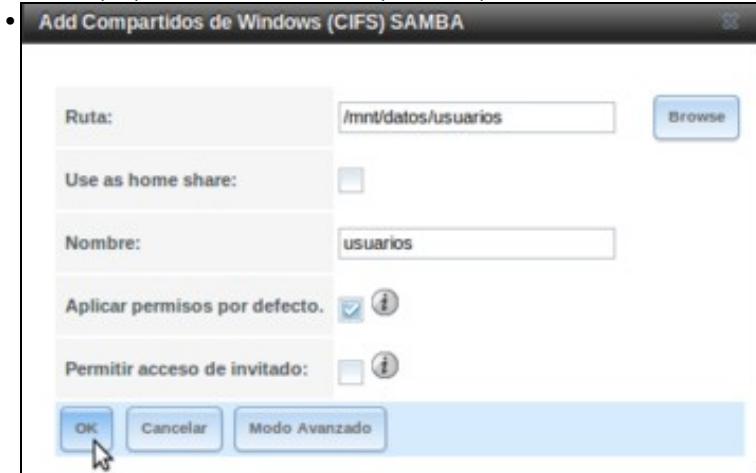 Add Compartidos de Windows (CIFS) SAMBA
Ruta: /mnt/datos/usuarios Browse
Use as home share:
Nombre: usuarios
Aplicar permisos por defecto.
Permitir acceso de invitado:
OK Cancelar Modo Avanzado